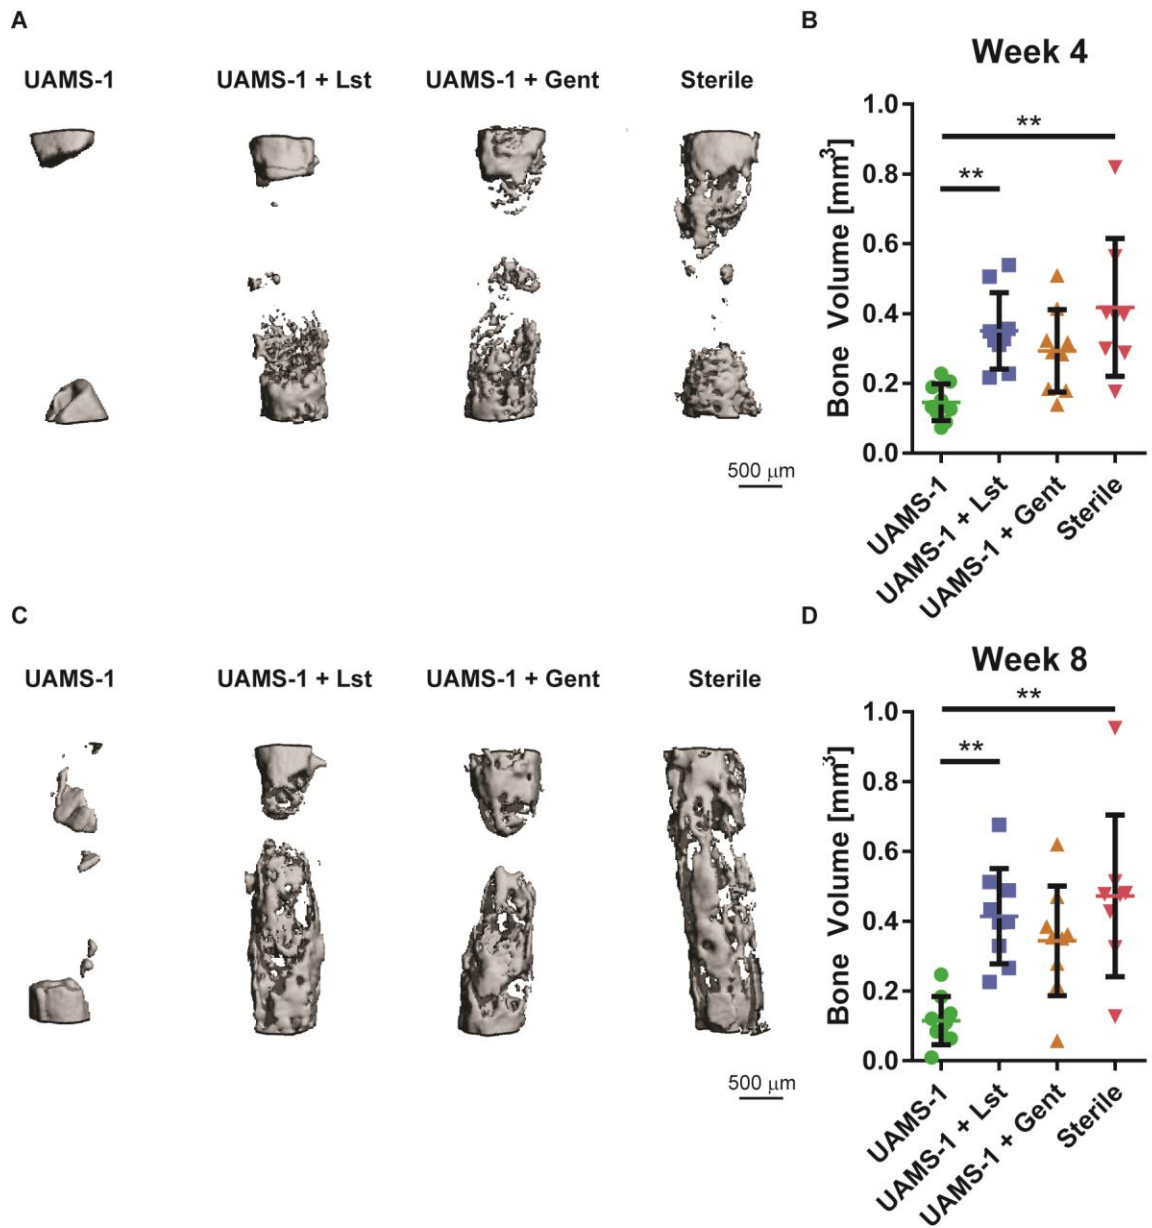 A
UAMS-1
UAMS-1 + Lst
UAMS-1 + Gent
Sterile
500 μm
B
Week 4
Bone Volume [mm³]
1.0
0.8
0.6
0.4
0.2
0.0
**
**
UAMS-1
UAMS-1 + Lst
UAMS-1 + Gent
Sterile
C
UAMS-1
UAMS-1 + Lst
UAMS-1 + Gent
Sterile
500 μm
D
Week 8
Bone Volume [mm³]
1.0
0.8
0.6
0.4
0.2
0.0
**
**
UAMS-1
UAMS-1 + Lst
UAMS-1 + Gent
Sterile